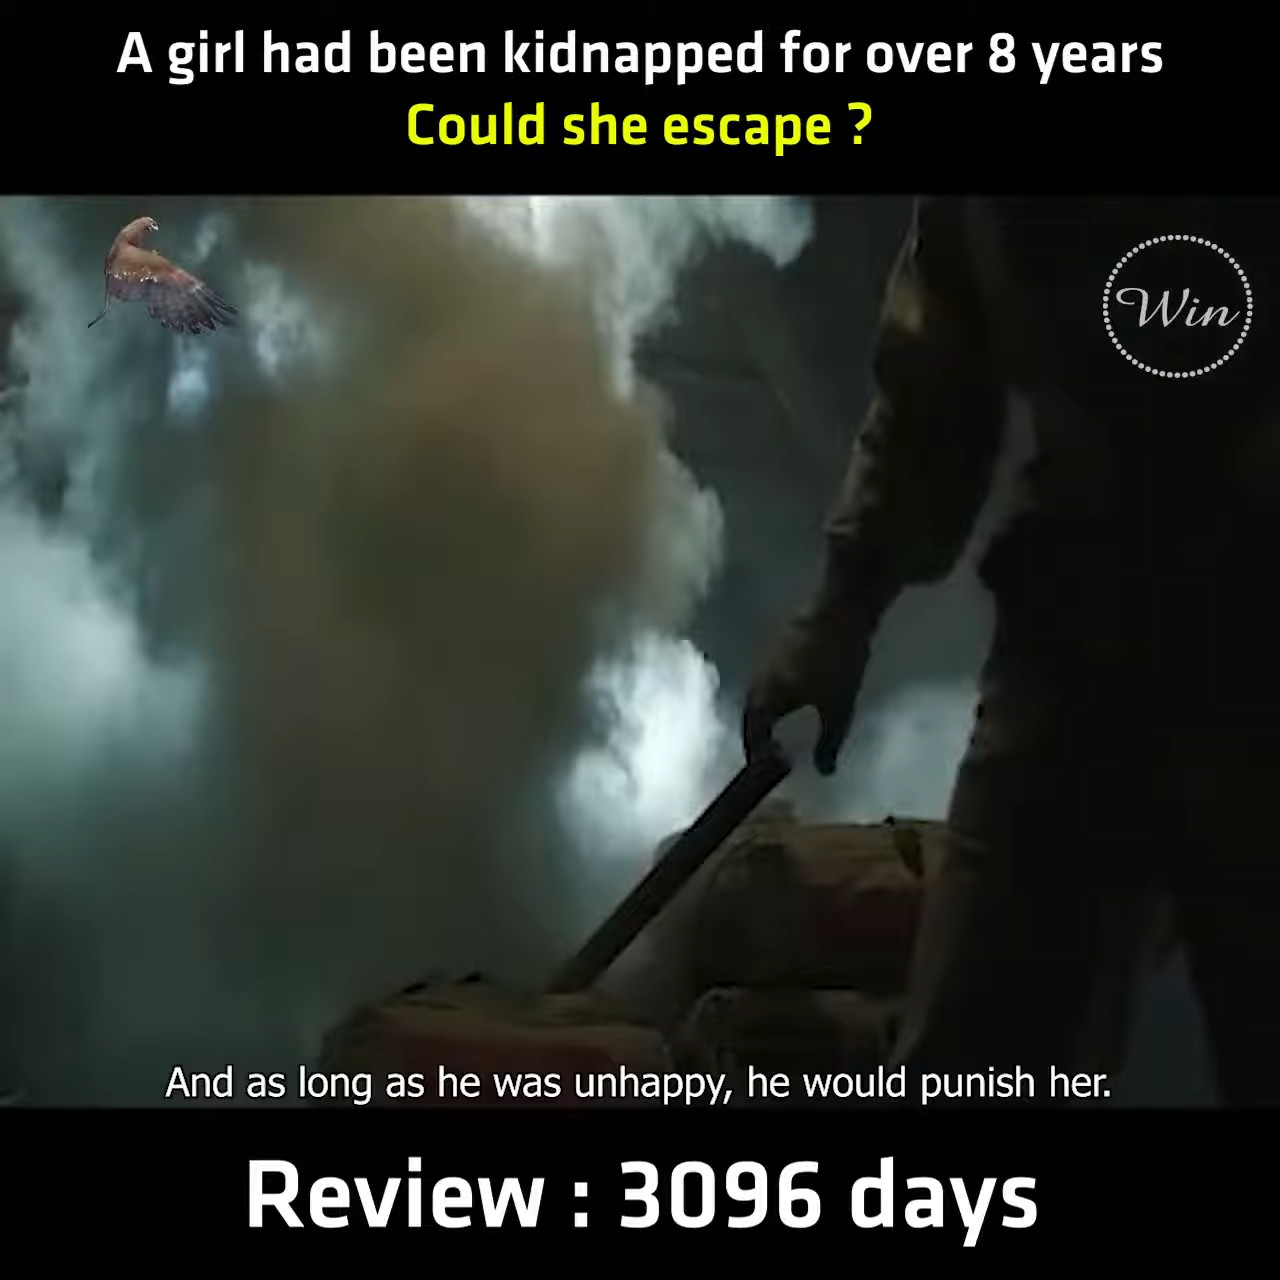 A girl had been kidnapped for over 8 years
Could she escape ?
Win
And as long as he was unhappy, he would punish her.
Review : 3096 days